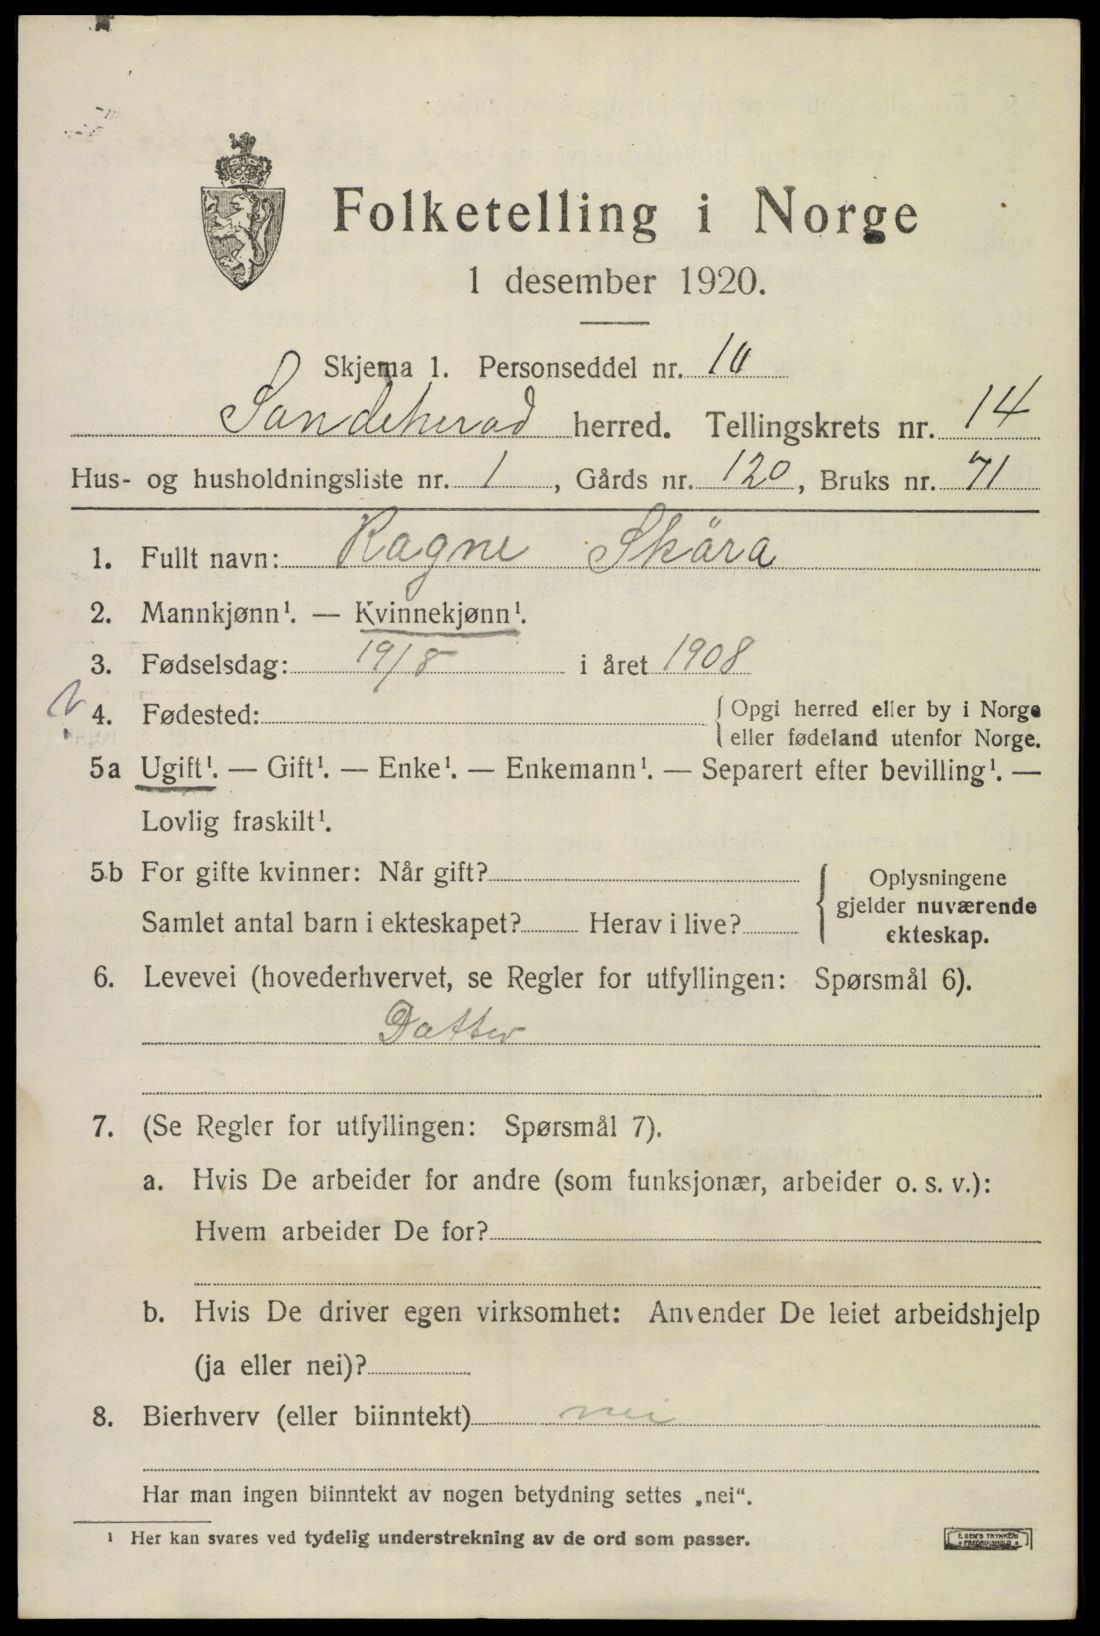 Folketelling i Norge
1 desember 1920.
Skjema 1. Personseddel nr. 10
Sandeherad herred. Tellingskrets nr. 14
Hus- og husholdningsliste nr. 1, Gårds nr. 120, Bruks nr. 71
1. Fullt navn: Ragne Skåra
2. Mannkjønn¹. — Kvinnekjønn¹.
3. Fødselsdag: 19/8 i året 1908
4. Fødested: { Opgi herred eller by i Norge
eller fødeland utenfor Norge.
5a Ugift¹. — Gift¹. — Enke¹. — Enkemann¹. — Separert efter bevilling¹. —
Lovlig fraskilt¹.
5b For gifte kvinner: Når gift? { Oplysningene
gjelder nuværende
ekteskap.
Samlet antal barn i ekteskapet? Herav i live?
6. Levevei (hovederhvervet, se Regler for utfyllingen: Spørsmål 6).
Datter
7. (Se Regler for utfyllingen: Spørsmål 7).
a. Hvis De arbeider for andre (som funksjonær, arbeider o. s. v.):
Hvem arbeider De for?
b. Hvis De driver egen virksomhet: Anvender De leiet arbeidshjelp
(ja eller nei)?
8. Bierhverv (eller biinntekt) nei
Har man ingen biinntekt av nogen betydning settes „nei“.
¹ Her kan svares ved tydelig understrekning av de ord som passer.